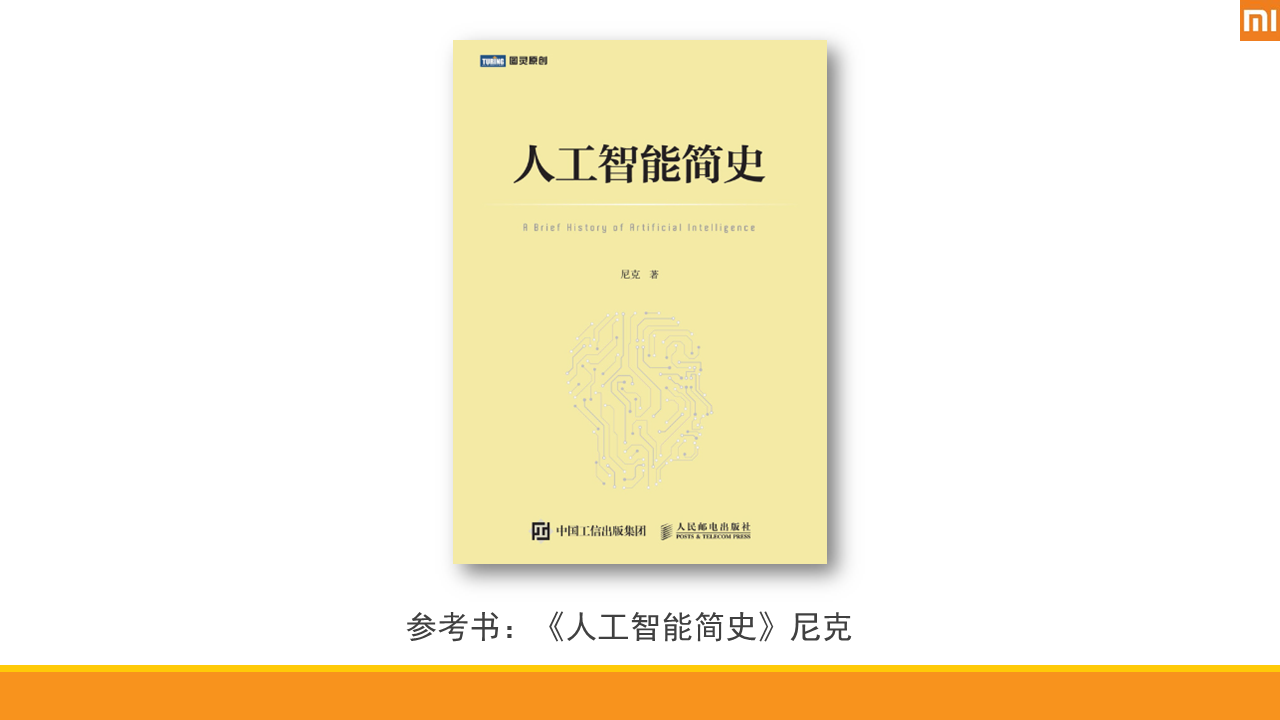 MI
TURING 图灵原创
人工智能简史
A Brief History of Artificial Intelligence
尼克 著
中国工信出版集团 人民邮电出版社
POSTS & TELECOM PRESS
参考书：《人工智能简史》尼克